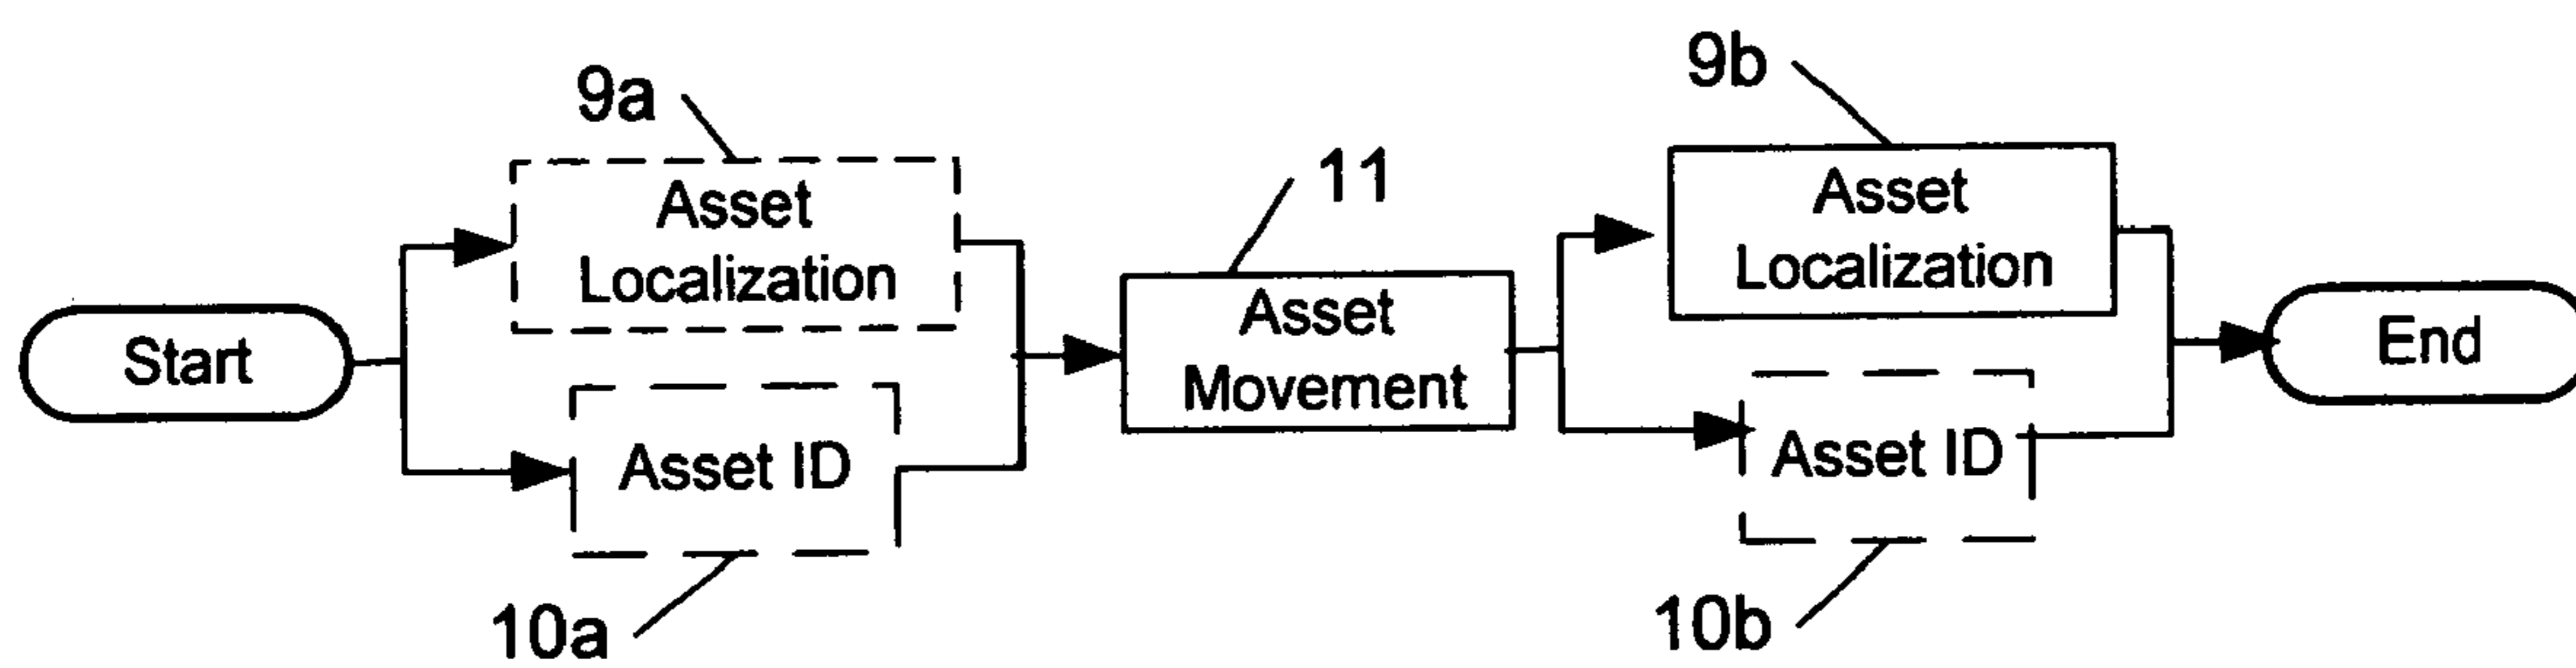 9a
9b
11
Asset
Localization
Asset
Localization
Start
Asset
Movement
End
Asset ID
Asset ID
10a
10b